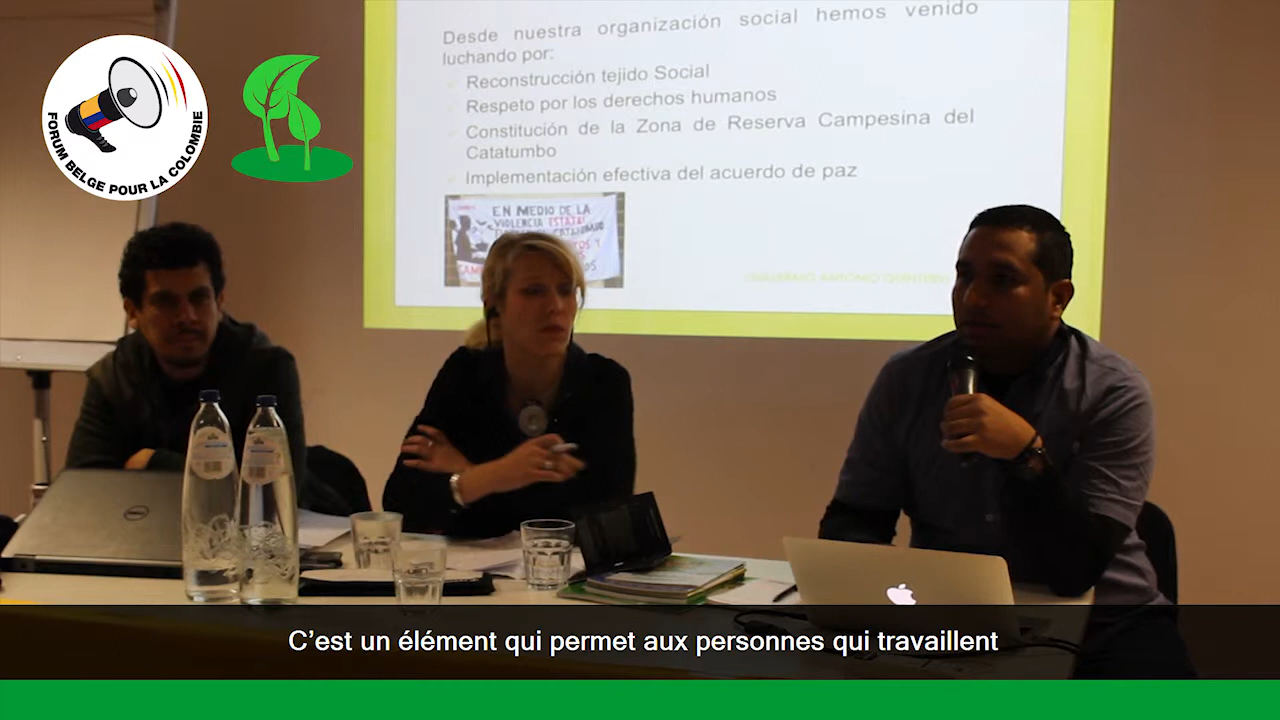 FORUM BELGE POUR LA COLOMBIE
Desde nuestra organización social hemos venido
luchando por:
Reconstrucción tejido Social
Respeto por los derechos humanos
Constitución de la Zona de Reserva Campesina del
Catatumbo
Implementación efectiva del acuerdo de paz
EN MEDIO DE LA
VIOLENCIA ESTATAL
CATATUMBO
DELL
C’est un élément qui permet aux personnes qui travaillent